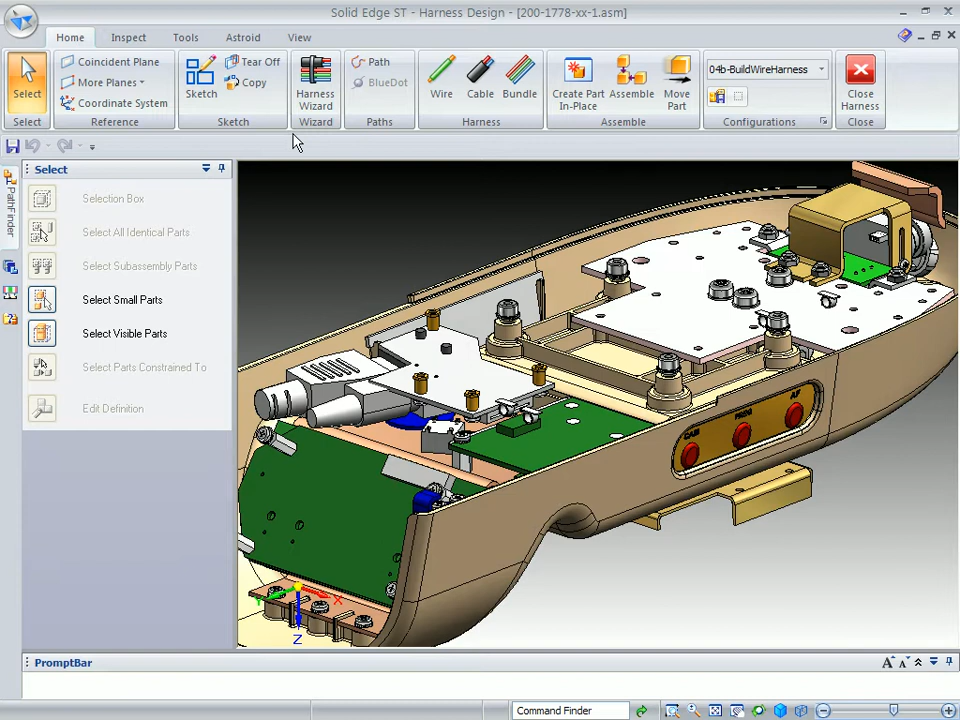 Solid Edge ST - Harness Design - [200-1778-xx-1.asm]
Home Inspect Tools Astroid View
Select
Coincident Plane
More Planes
Coordinate System
Sketch
Tear Off
Copy
Harness
Wizard
Path
BlueDot
Wire Cable Bundle
Create Part
In-Place
Assemble
Move
Part
04b-BuildWireHarness
Close
Harness
Select Reference Sketch Wizard Paths Harness Assemble Configurations Close
PathFinder
Select
Selection Box
Select All Identical Parts
Select Subassembly Parts
Select Small Parts
Select Visible Parts
Select Parts Constrained To
Edit Definition
CAM
PROG
A/F
Y
X
Z
PromptBar
Command Finder